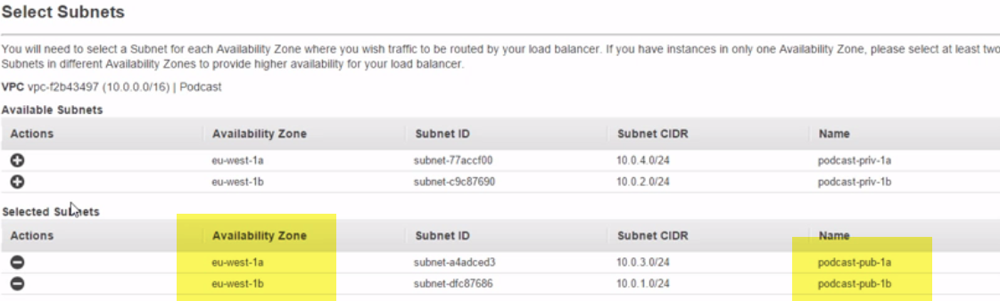 Select Subnets
You will need to select a Subnet for each Availability Zone where you wish traffic to be routed by your load balancer. If you have instances in only one Availability Zone, please select at least two
Subnets in different Availability Zones to provide higher availability for your load balancer.
VPC vpc-f2b43497 (10.0.0.0/16) | Podcast
Available Subnets
Actions Availability Zone Subnet ID Subnet CIDR Name
eu-west-1a subnet-77accf00 10.0.4.0/24 podcast-priv-1a
eu-west-1b subnet-c9c87690 10.0.2.0/24 podcast-priv-1b
Selected Subnets
Actions Availability Zone Subnet ID Subnet CIDR Name
eu-west-1a subnet-a4adced3 10.0.3.0/24 podcast-pub-1a
eu-west-1b subnet-dfc87686 10.0.1.0/24 podcast-pub-1b